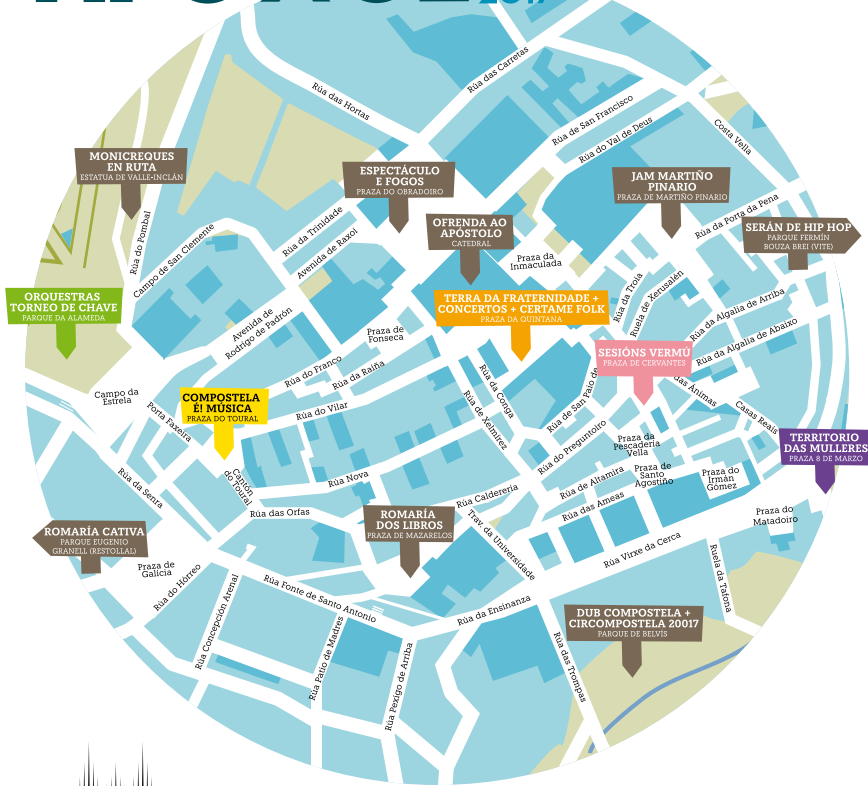 2017
Rúa das Carretas
Rúa das Hortas
Rúa de San Francisco
Rúa do Val de Deus
Costa Vella
MONICREQUES
EN RUTA
ESTATUA DE VALLE-INCLÁN
ESPECTÁCULO
E FOGOS
PRAZA DO OBRADOIRO
JAM MARTIÑO
PINARIO
PRAZA DE MARTIÑO PINARIO
Rúa da Porta da Pena
OFRENDA AO
APÓSTOLO
CATEDRAL
SERÁN DE HIP HOP
PARQUE FERMÍN
BOUZA BREI (VITE)
Rúa do Pombal
Campo de San Clemente
Rúa da Trinidade
Avenida de Raxoi
Praza da
Inmaculada
Rúa da Troia
Ruela de Xerusalén
ORQUESTRAS
TORNEO DE CHAVE
PARQUE DA ALAMEDA
TERRA DA FRATERNIDADE +
CONCERTOS + CERTAME FOLK
PRAZA DA QUINTANA
Rúa da Algalia de Arriba
Rúa da Algalia de Abaixo
Avenida de
Rodrigo de Padrón
Praza de
Fonseca
SESIÓNS VERMÚ
PRAZA DE CERVANTES
Rúa do Franco
Rúa da Raíña
Rúa da Conga
Rúa de San Paio de
das Ánimas
Campo da
Estrela
Porta Faxeira
COMPOSTELA
É! MÚSICA
PRAZA DO TOURAL
Rúa do Vilar
Rúa de Xelmírez
Casas Reais
Rúa do Preguntoiro
Praza da
Pescadería
Vella
TERRITORIO
DAS MULLERES
PRAZA 8 DE MARZO
Rúa da Senra
Cantón
do Toural
Rúa Nova
Rúa Caldeiería
Rúa de Altamira
Praza de
Santo
Agostiño
Praza do
Irmán
Gómez
Rúa das Ameas
Rúa das Orfas
ROMARÍA
DOS LIBROS
PRAZA DE MAZARELOS
Trav. da Universidade
Praza do
Matadoiro
ROMARÍA CATIVA
PARQUE EUGENIO
GRANELL (RESTOLLAL)
Rúa Virxe da Cerca
Praza de
Galicia
Rúa do Hórreo
Rúa Concepción Arenal
Rúa Fonte de Santo Antonio
Ruela da Tafona
Rúa da Ensinanza
DUB COMPOSTELA +
CIRCOMPOSTELA 20017
PARQUE DE BELVÍS
Rúa Patio de Madres
Rúa Pexigo de Arriba
Rúa das Trompas